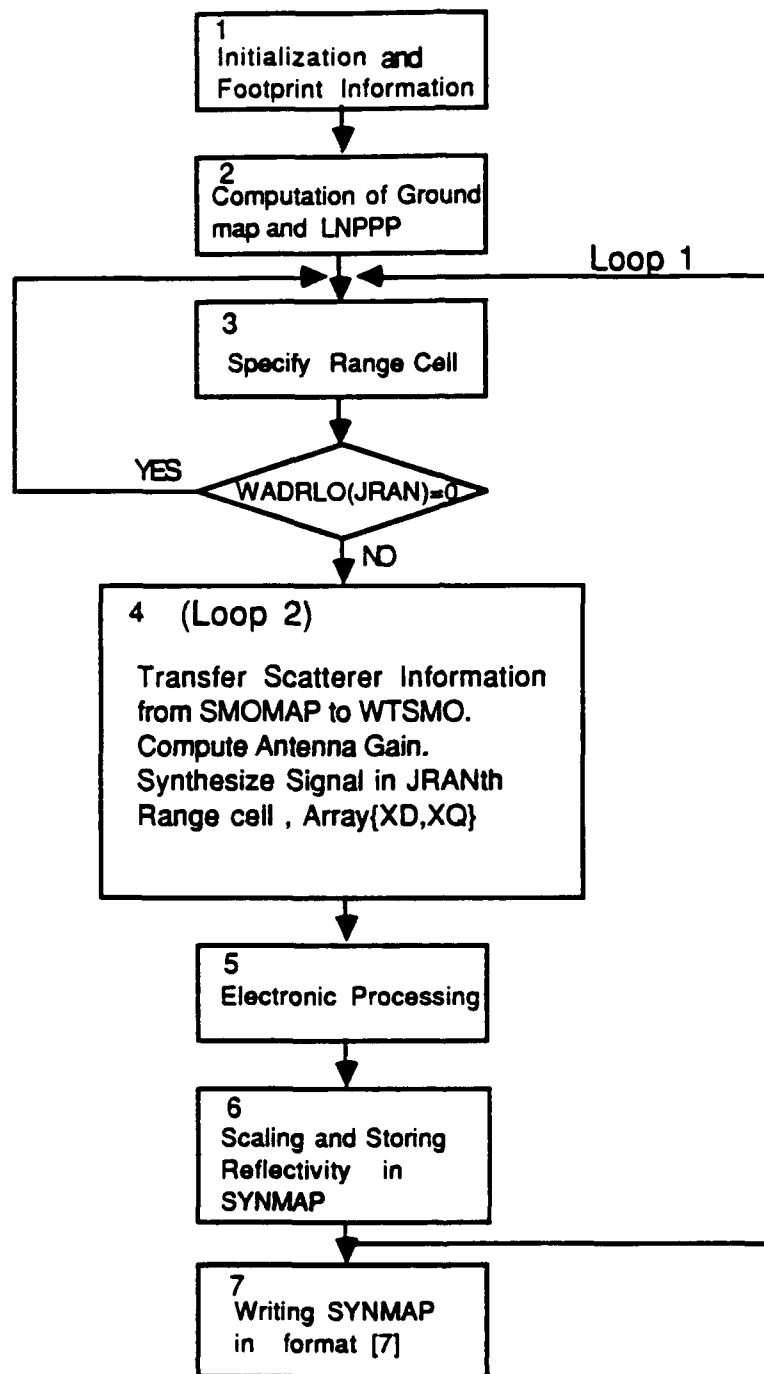 1
Initialization and
Footprint Information
2
Computation of Ground
map and LNPPP
Loop 1
3
Specify Range Cell
YES
WADRLO(JRAN)=0
NO
4 (Loop 2)
Transfer Scatterer Information
from SMOMAP to WTSMO.
Compute Antenna Gain.
Synthesize Signal in JRANth
Range cell , Array{XD,XQ}
5
Electronic Processing
6
Scaling and Storing
Reflectivity in
SYNMAP
7
Writing SYNMAP
in format [7]